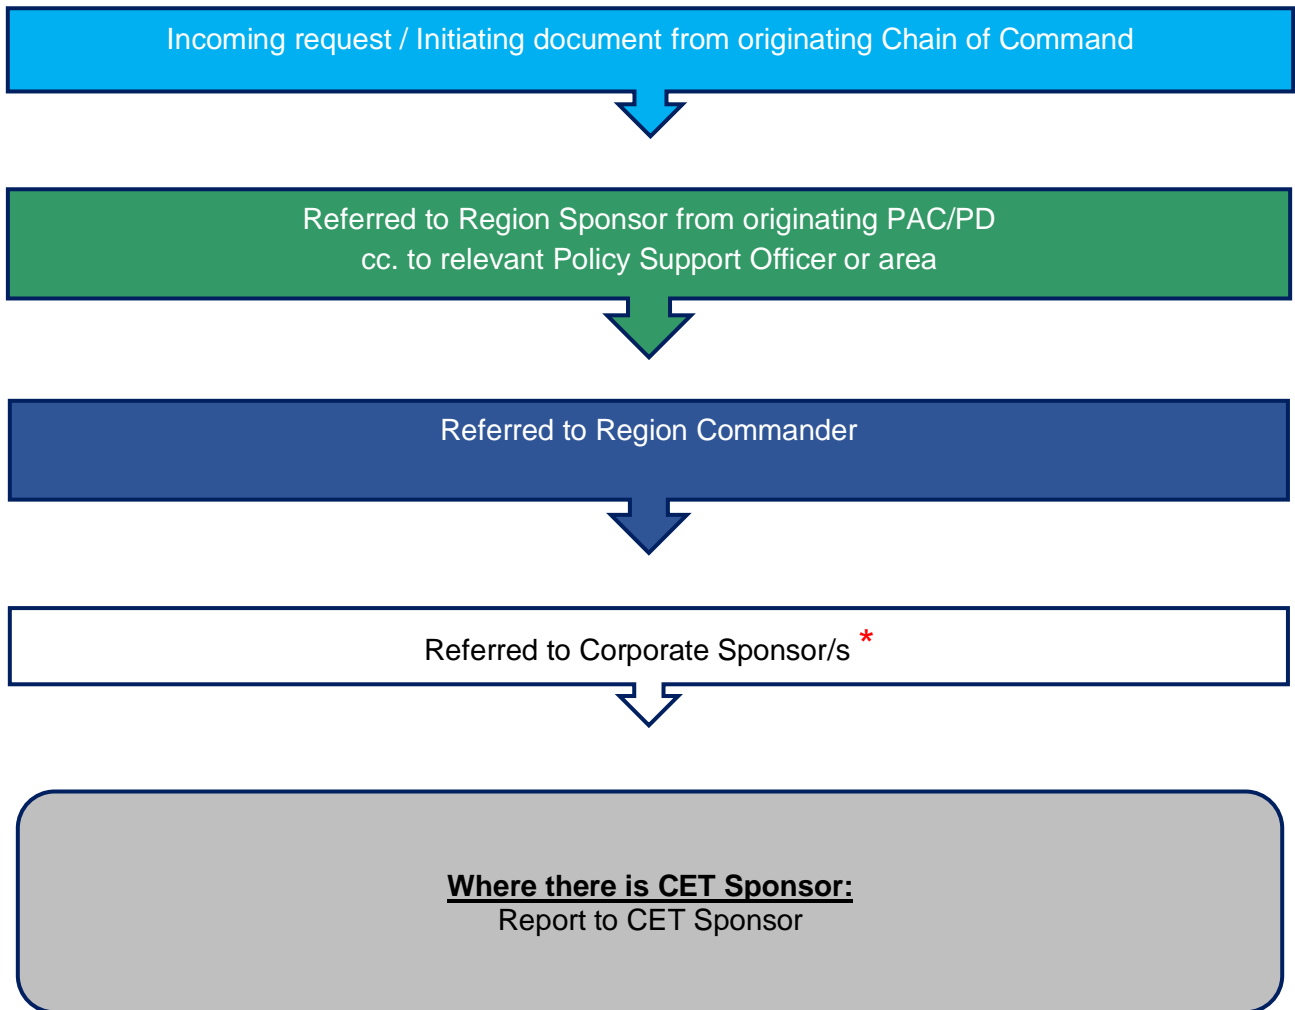 Incoming request / Initiating document from originating Chain of Command
Referred to Region Sponsor from originating PAC/PD
cc. to relevant Policy Support Officer or area
Referred to Region Commander
Referred to Corporate Sponsor/s *
Where there is CET Sponsor:
Report to CET Sponsor